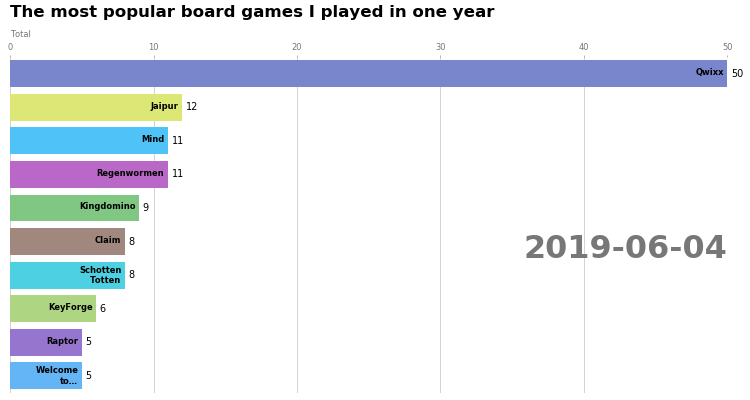 The most popular board games I played in one year
Total
0 10 20 30 40 50
Qwixx 50
Jaipur 12
Mind 11
Regenwormen 11
Kingdomino 9
Claim 8
2019-06-04
Schotten
Totten 8
KeyForge 6
Raptor 5
Welcome
to... 5